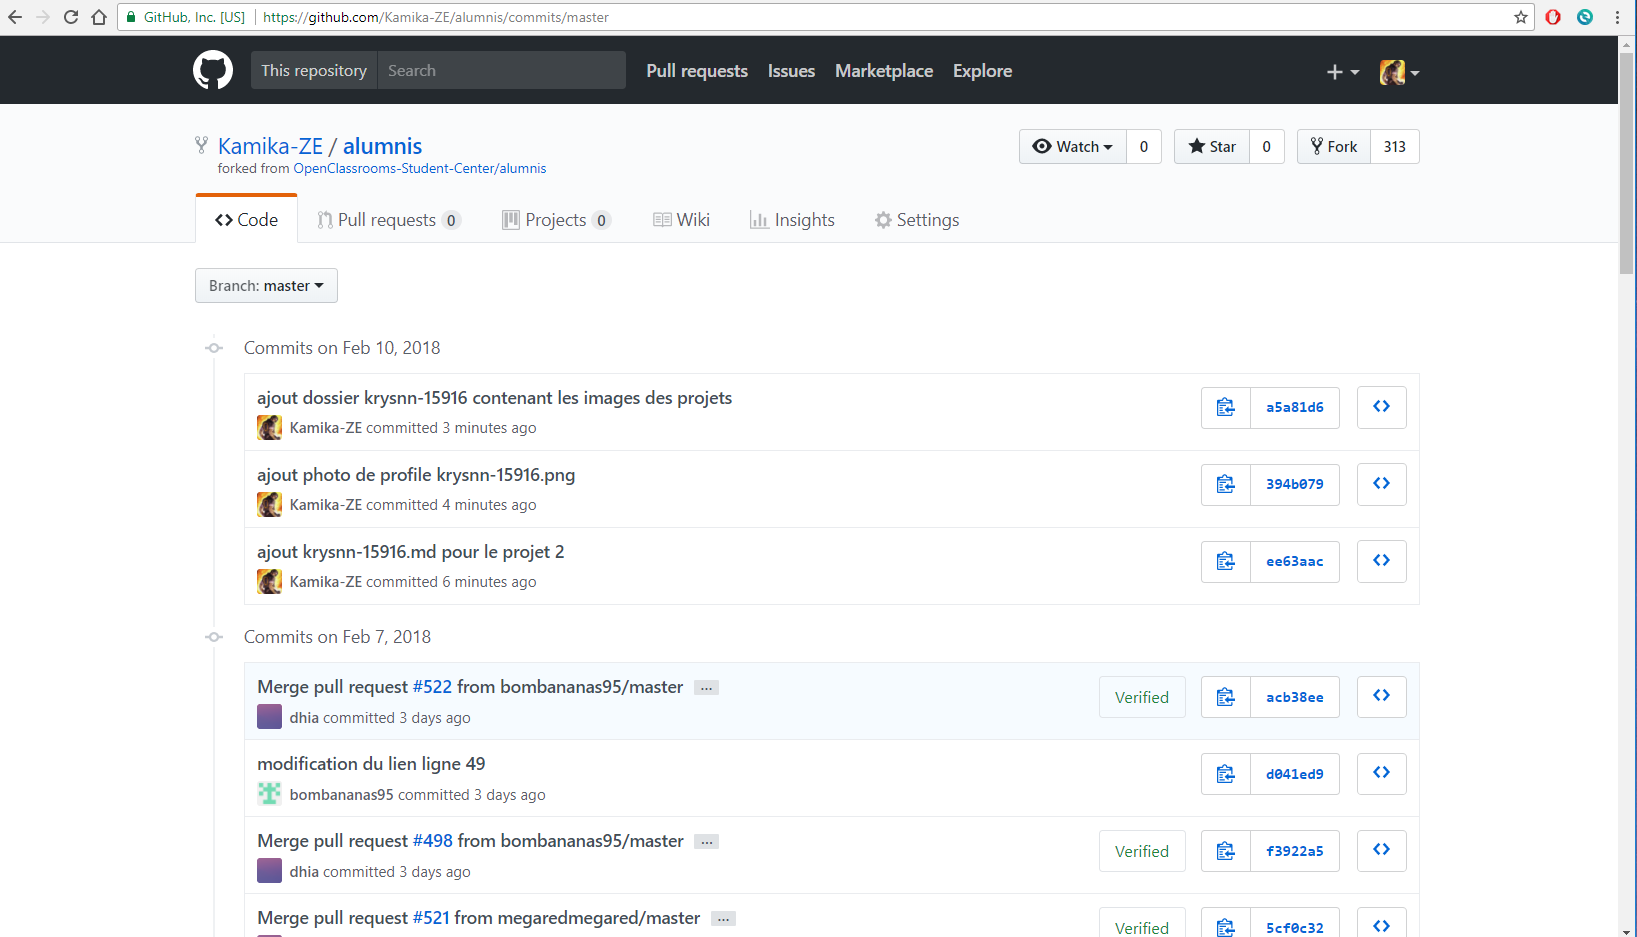 GitHub, Inc. [US] https://github.com/Kamika-ZE/alumnis/commits/master
This repository Search Pull requests Issues Marketplace Explore
Kamika-ZE / alumnis
forked from OpenClassrooms-Student-Center/alumnis
Watch 0 Star 0 Fork 313
Code Pull requests 0 Projects 0 Wiki Insights Settings
Branch: master
Commits on Feb 10, 2018
ajout dossier krysnn-15916 contenant les images des projets
Kamika-ZE committed 3 minutes ago
a5a81d6
ajout photo de profile krysnn-15916.png
Kamika-ZE committed 4 minutes ago
394b079
ajout krysnn-15916.md pour le projet 2
Kamika-ZE committed 6 minutes ago
ee63aac
Commits on Feb 7, 2018
Merge pull request #522 from bombananas95/master ...
dhia committed 3 days ago
Verified acb38ee
modification du lien ligne 49
bombananas95 committed 3 days ago
d041ed9
Merge pull request #498 from bombananas95/master ...
dhia committed 3 days ago
Verified f3922a5
Merge pull request #521 from megaredmegared/master ...
Verified 5cf0c32